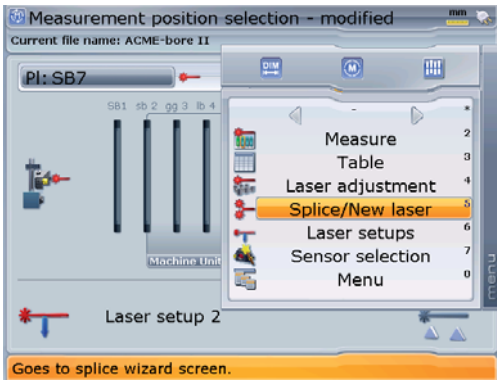 Measurement position selection - modified
mm
Current file name: ACME-bore II
Pl: SB7
DIM
M
SB1 sb 2 gg 3 lb 4
- *
Measure 2
Table 3
Laser adjustment 4
Splice/New laser 5
Laser setups 6
Sensor selection 7
Menu 0
menu
Machine Unit
Laser setup 2
Goes to splice wizard screen.